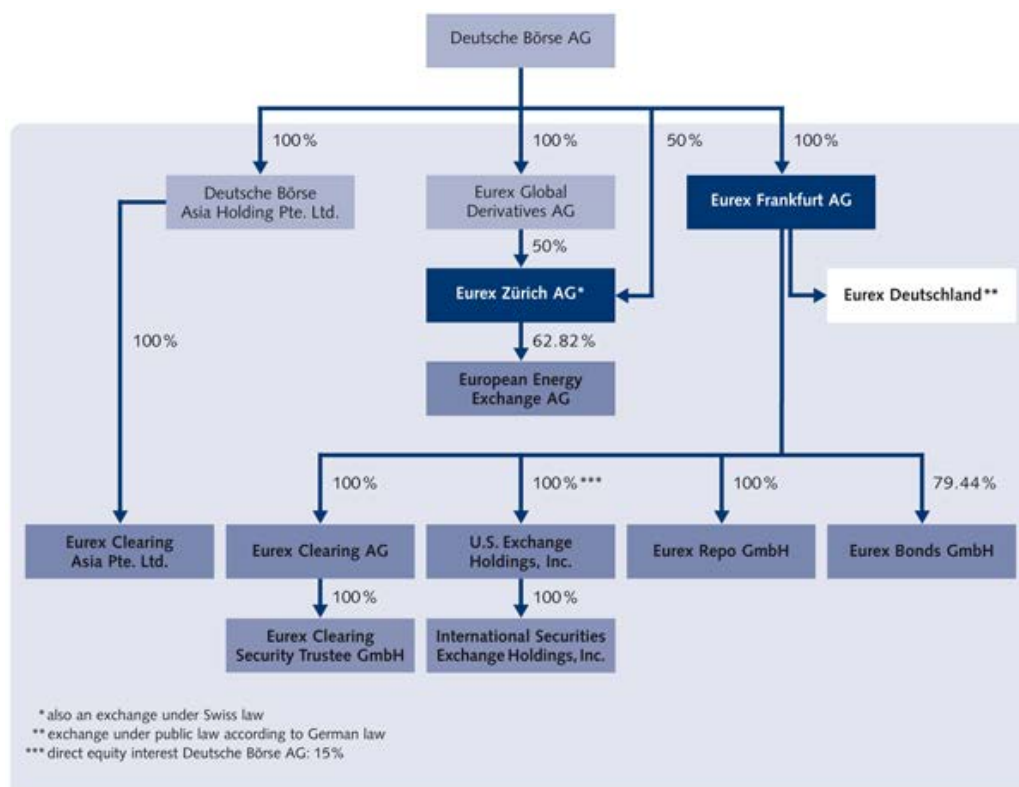 Deutsche Börse AG
100%
100%
50%
100%
Deutsche Börse
Asia Holding Pte. Ltd.
Eurex Global
Derivatives AG
Eurex Frankfurt AG
50%
Eurex Zürich AG*
Eurex Deutschland**
100%
62.82%
European Energy
Exchange AG
100%
100%***
100%
79.44%
Eurex Clearing
Asia Pte. Ltd.
Eurex Clearing AG
U.S. Exchange
Holdings, Inc.
Eurex Repo GmbH
Eurex Bonds GmbH
100%
100%
Eurex Clearing
Security Trustee GmbH
International Securities
Exchange Holdings, Inc.
* also an exchange under Swiss law
** exchange under public law according to German law
*** direct equity interest Deutsche Börse AG: 15%